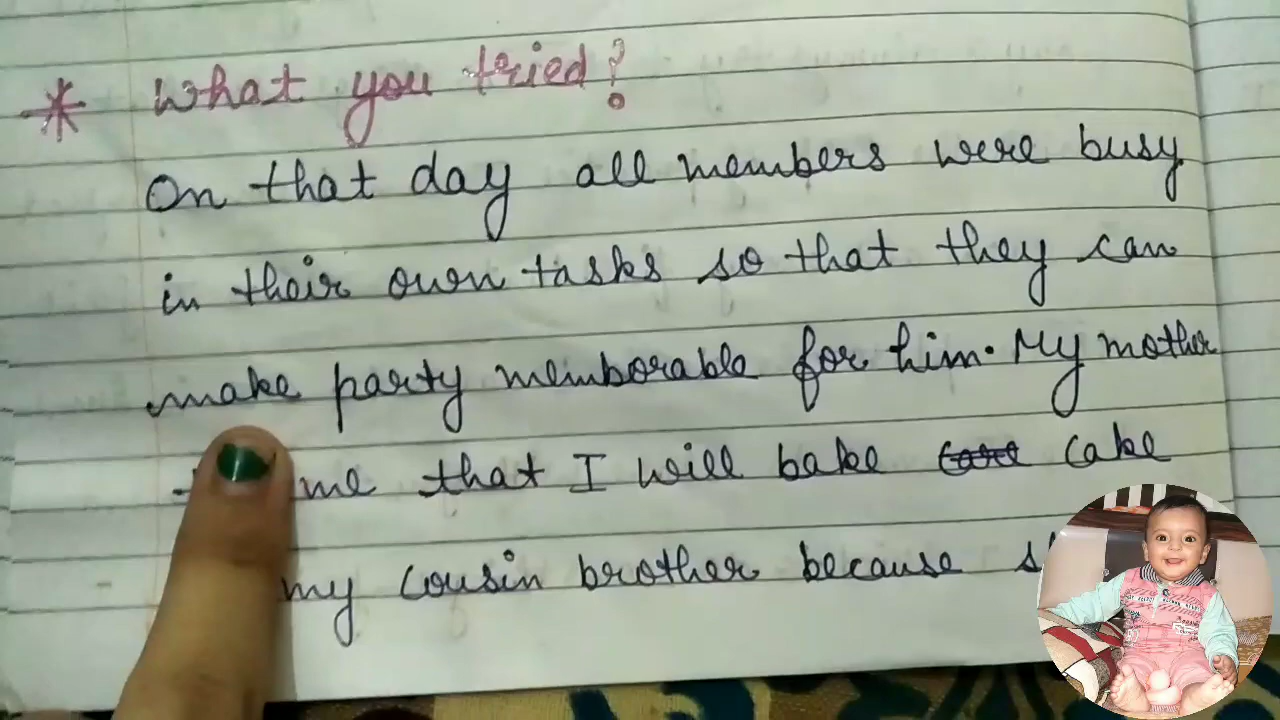 * What you tried?
On that day all members were busy
in their own tasks so that they can
make party memborable for him. My mother
me that I will bake cake
my cousin brother because